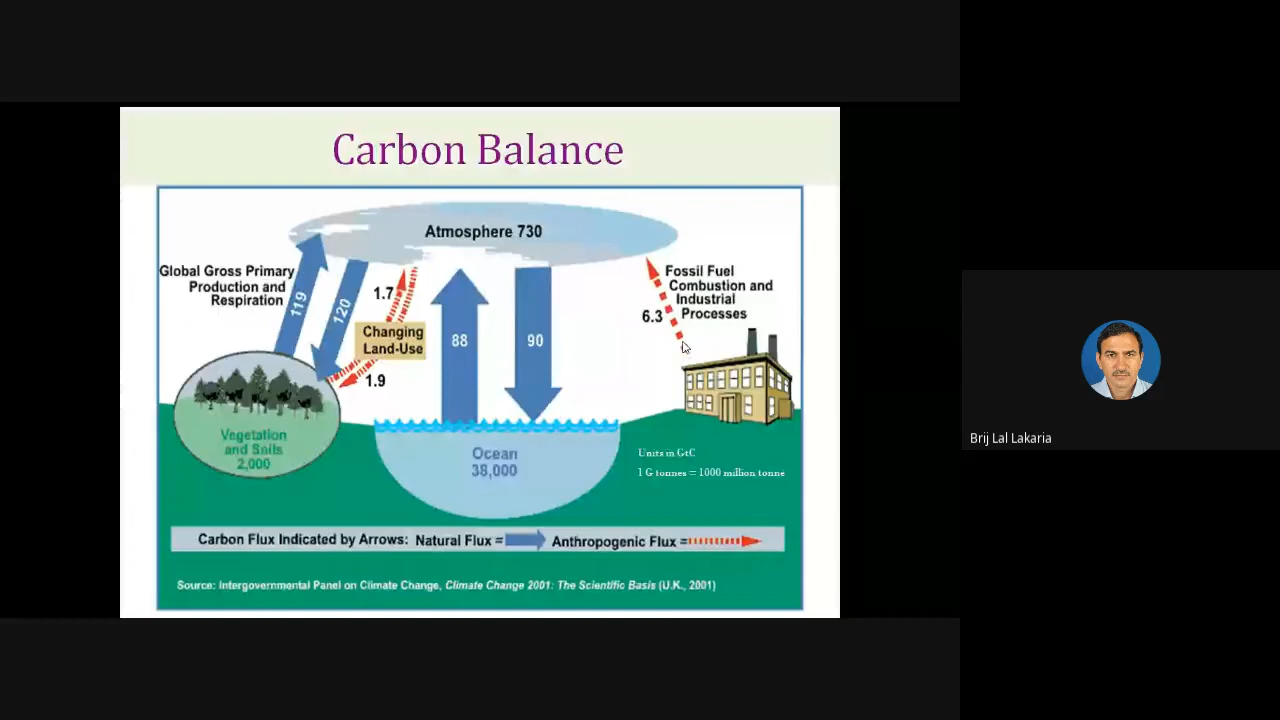 Carbon Balance
Atmosphere 730
Global Gross Primary
Production and
Respiration
119
120
1.7
Changing
Land-Use
1.9
88
90
Fossil Fuel
Combustion and
Industrial
Processes
6.3
Vegetation
and Soils
2,000
Ocean
38,000
Units in GtC
1 G tonnes = 1000 million tonne
Carbon Flux Indicated by Arrows: Natural Flux = Anthropogenic Flux =
Source: Intergovernmental Panel on Climate Change, Climate Change 2001: The Scientific Basis (U.K., 2001)
Brij Lal Lakaria